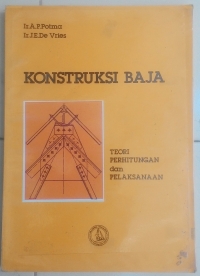 Ir.A.P.Potma
Ir.J.E.De Vries
KONSTRUKSI BAJA
TEORI
PERHITUNGAN
dan
PELAKSANAAN